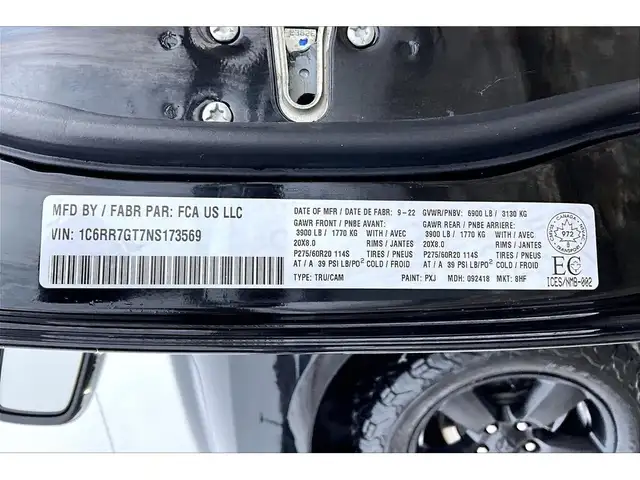 MFD BY / FABR PAR: FCA US LLC
VIN: 1C6RR7GT7NS173569
DATE OF MFR / DATE DE FABR: 9-22 GVWR/PNBV: 6900 LB / 3130 KG
GAWR FRONT / PNBE AVANT: GAWR REAR / PNBE ARRIERE:
3900 LB / 1770 KG WITH / AVEC 3900 LB / 1770 KG WITH / AVEC
20X8.0 RIMS / JANTES 20X8.0 RIMS / JANTES
P275/60R20 114S TIRES / PNEUS P275/60R20 114S TIRES / PNEUS
AT / A 39 PSI LB/PO² COLD / FROID AT / A 39 PSI LB/PO² COLD / FROID
TYPE: TRU/CAM PAINT: PXJ MDH: 092418 MKT: 8HF
CANADA
972
TRANSPORT
EC
ICES/NMB-002